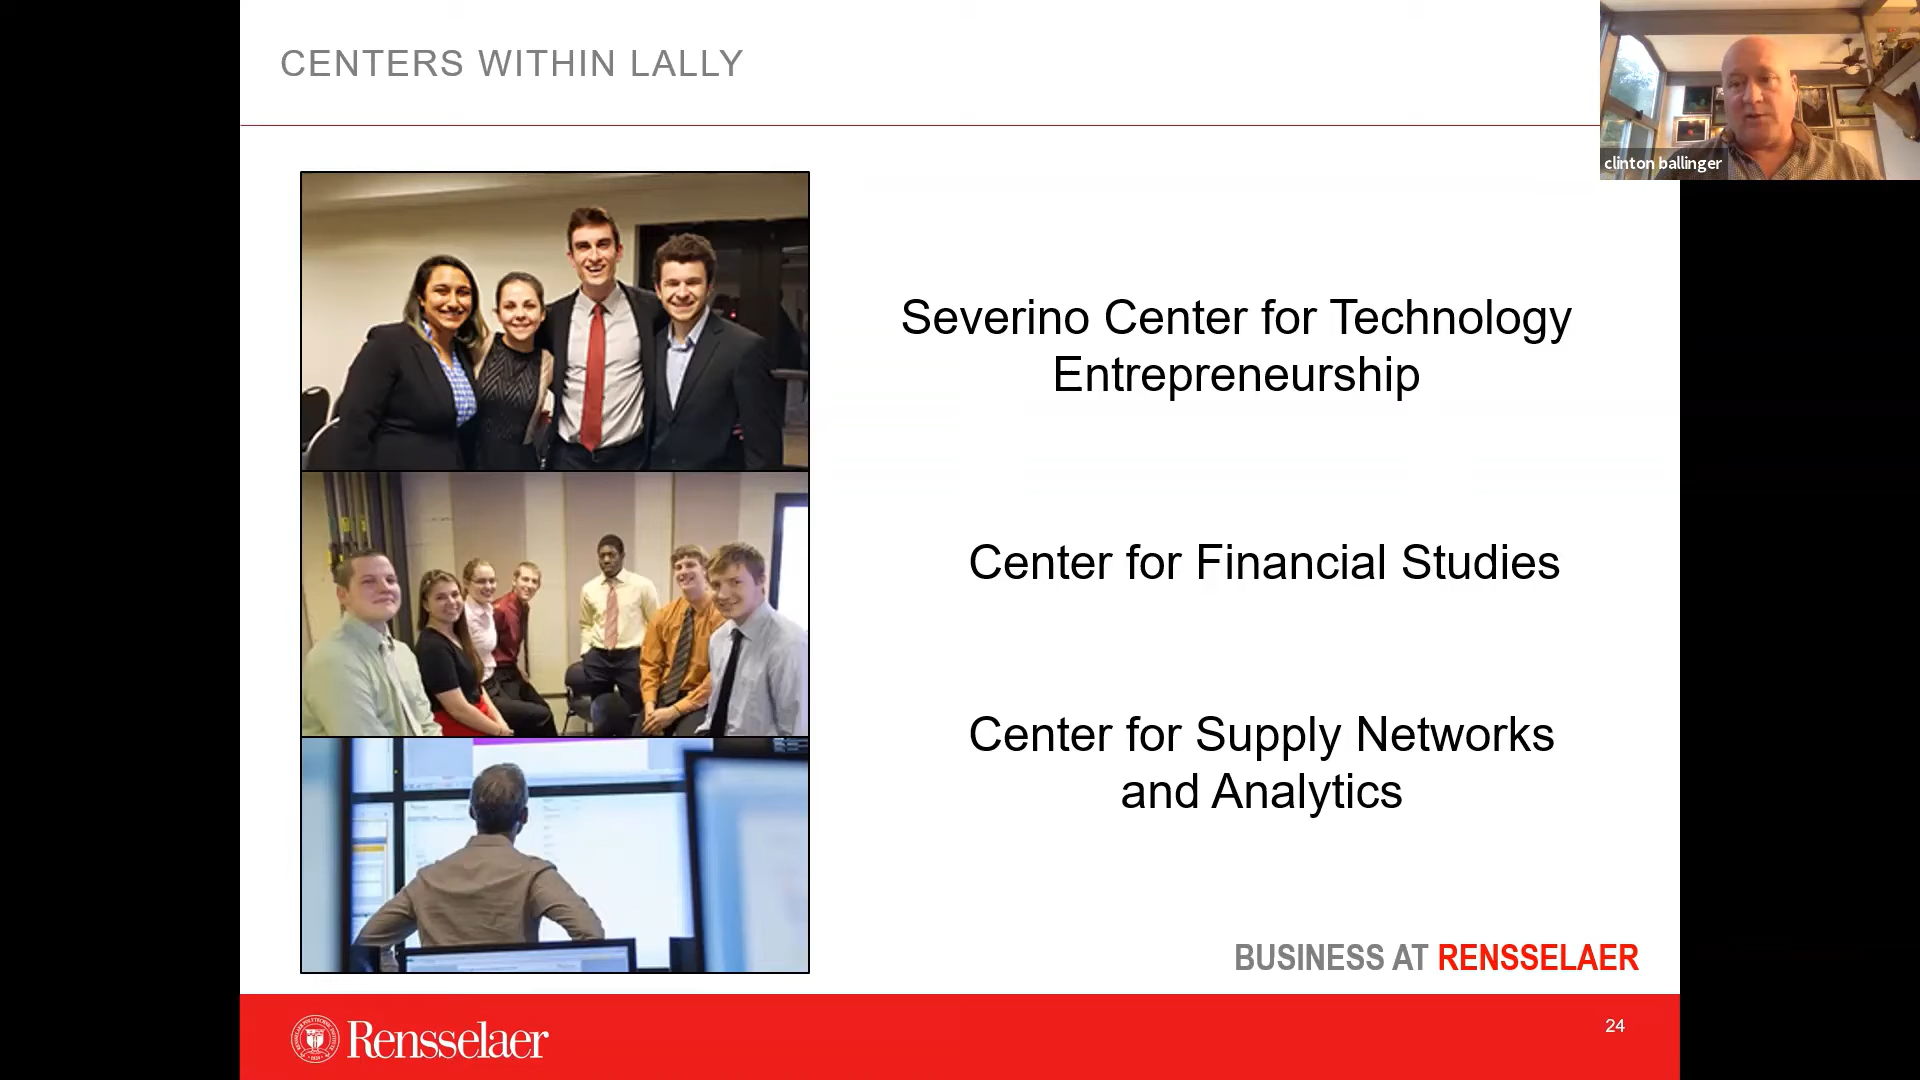 CENTERS WITHIN LALLY
clinton ballinger
Severino Center for Technology
Entrepreneurship
Center for Financial Studies
Center for Supply Networks
and Analytics
BUSINESS AT RENSSELAER
Rensselaer
24